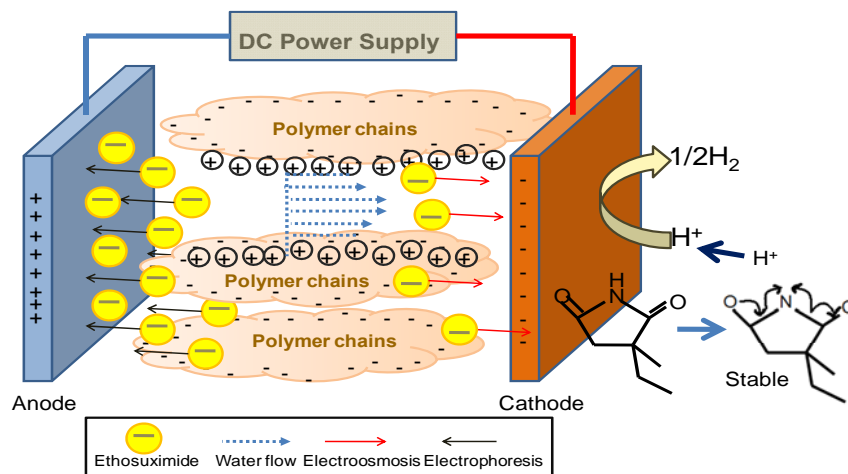 DC Power Supply
Polymer chains
Polymer chains
Polymer chains
1/2H2
H+
H+
H
O
N
O
O
N
O
Stable
Anode
Cathode
Ethosuximide
Water flow
Electroosmosis
Electrophoresis